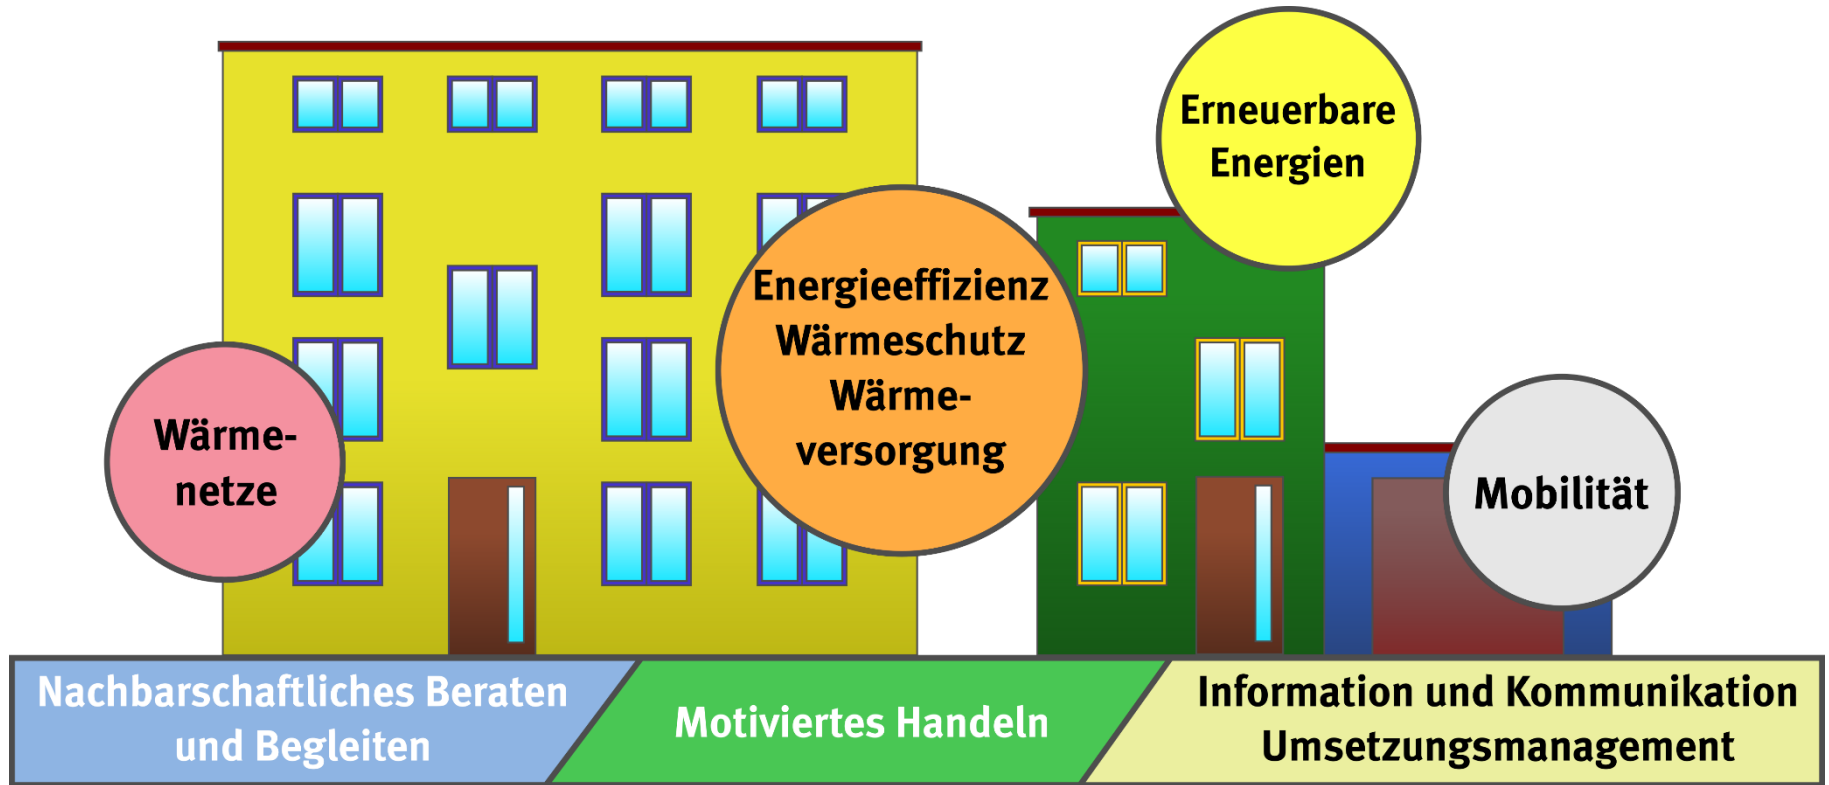 Erneuerbare
Energien
Energieeffizienz
Wärmeschutz
Wärme-
versorgung
Wärme-
netze
Mobilität
Nachbarschaftliches Beraten
und Begleiten
Motiviertes Handeln
Information und Kommunikation
Umsetzungsmanagement